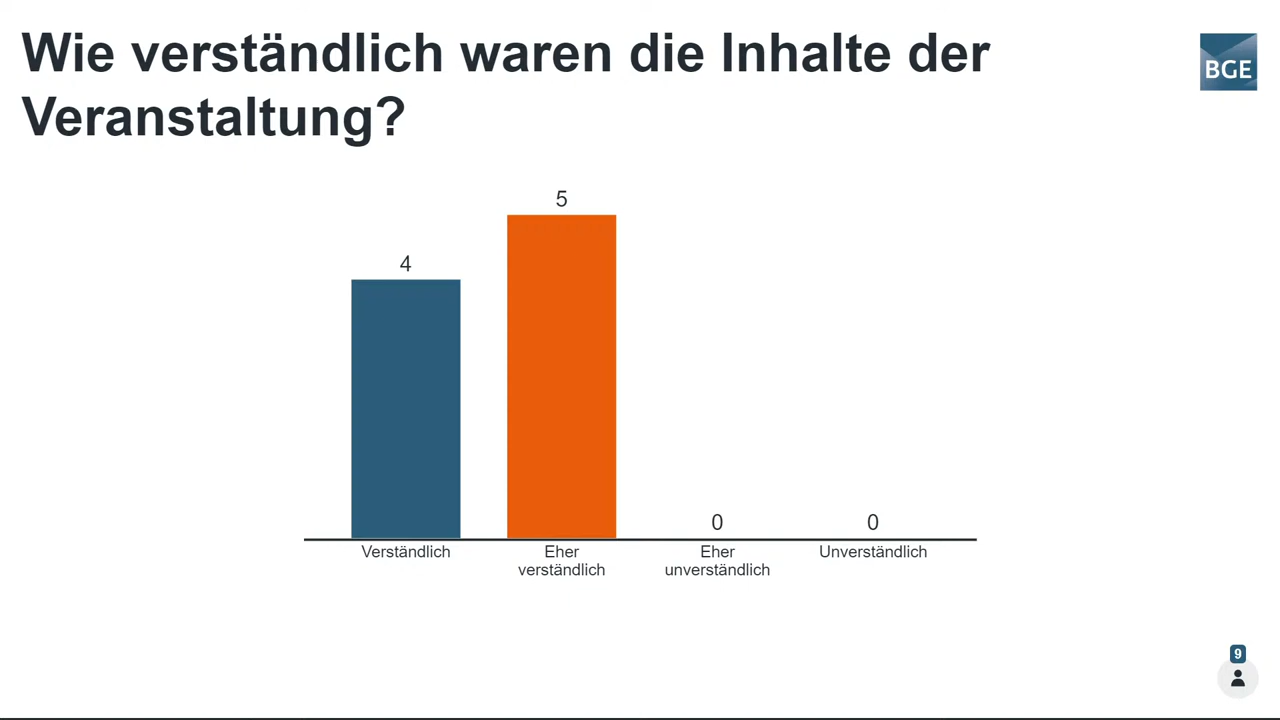 Wie verständlich waren die Inhalte der
Veranstaltung?
BGE
5
4
0
0
Verständlich
Eher
verständlich
Eher
unverständlich
Unverständlich
9